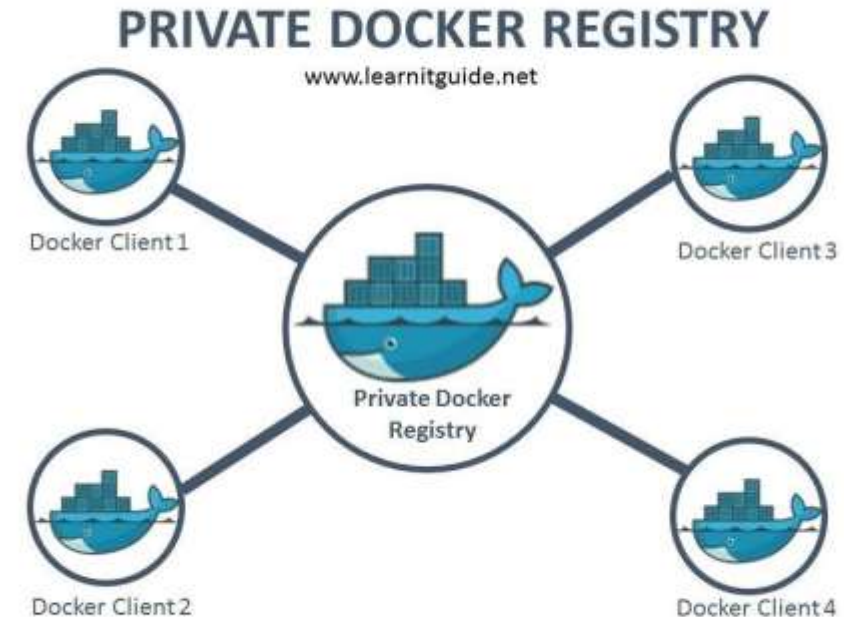 PRIVATE DOCKER REGISTRY
www.learnitguide.net
Docker Client 1
Docker Client 3
Private Docker
Registry
Docker Client 2
Docker Client 4